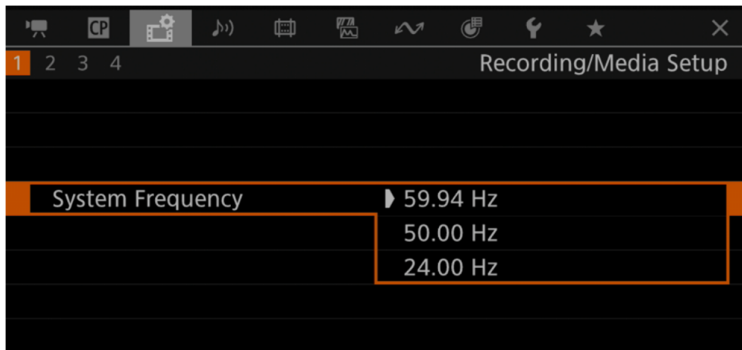 CP
1 2 3 4
Recording/Media Setup
System Frequency
59.94 Hz
50.00 Hz
24.00 Hz